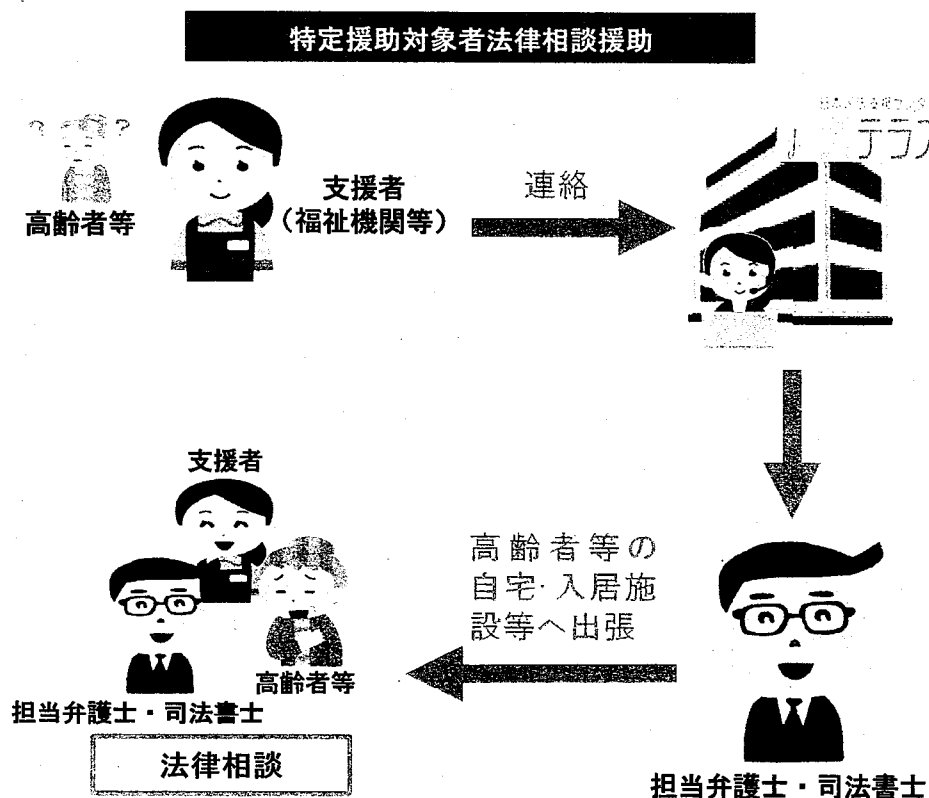 特定援助対象者法律相談援助
高齢者等
支援者
(福祉機関等)
連絡
テラス
担当弁護士・司法書士
高齢者等の
自宅・入居施
設等へ出張
支援者
高齢者等
担当弁護士・司法書士
法律相談